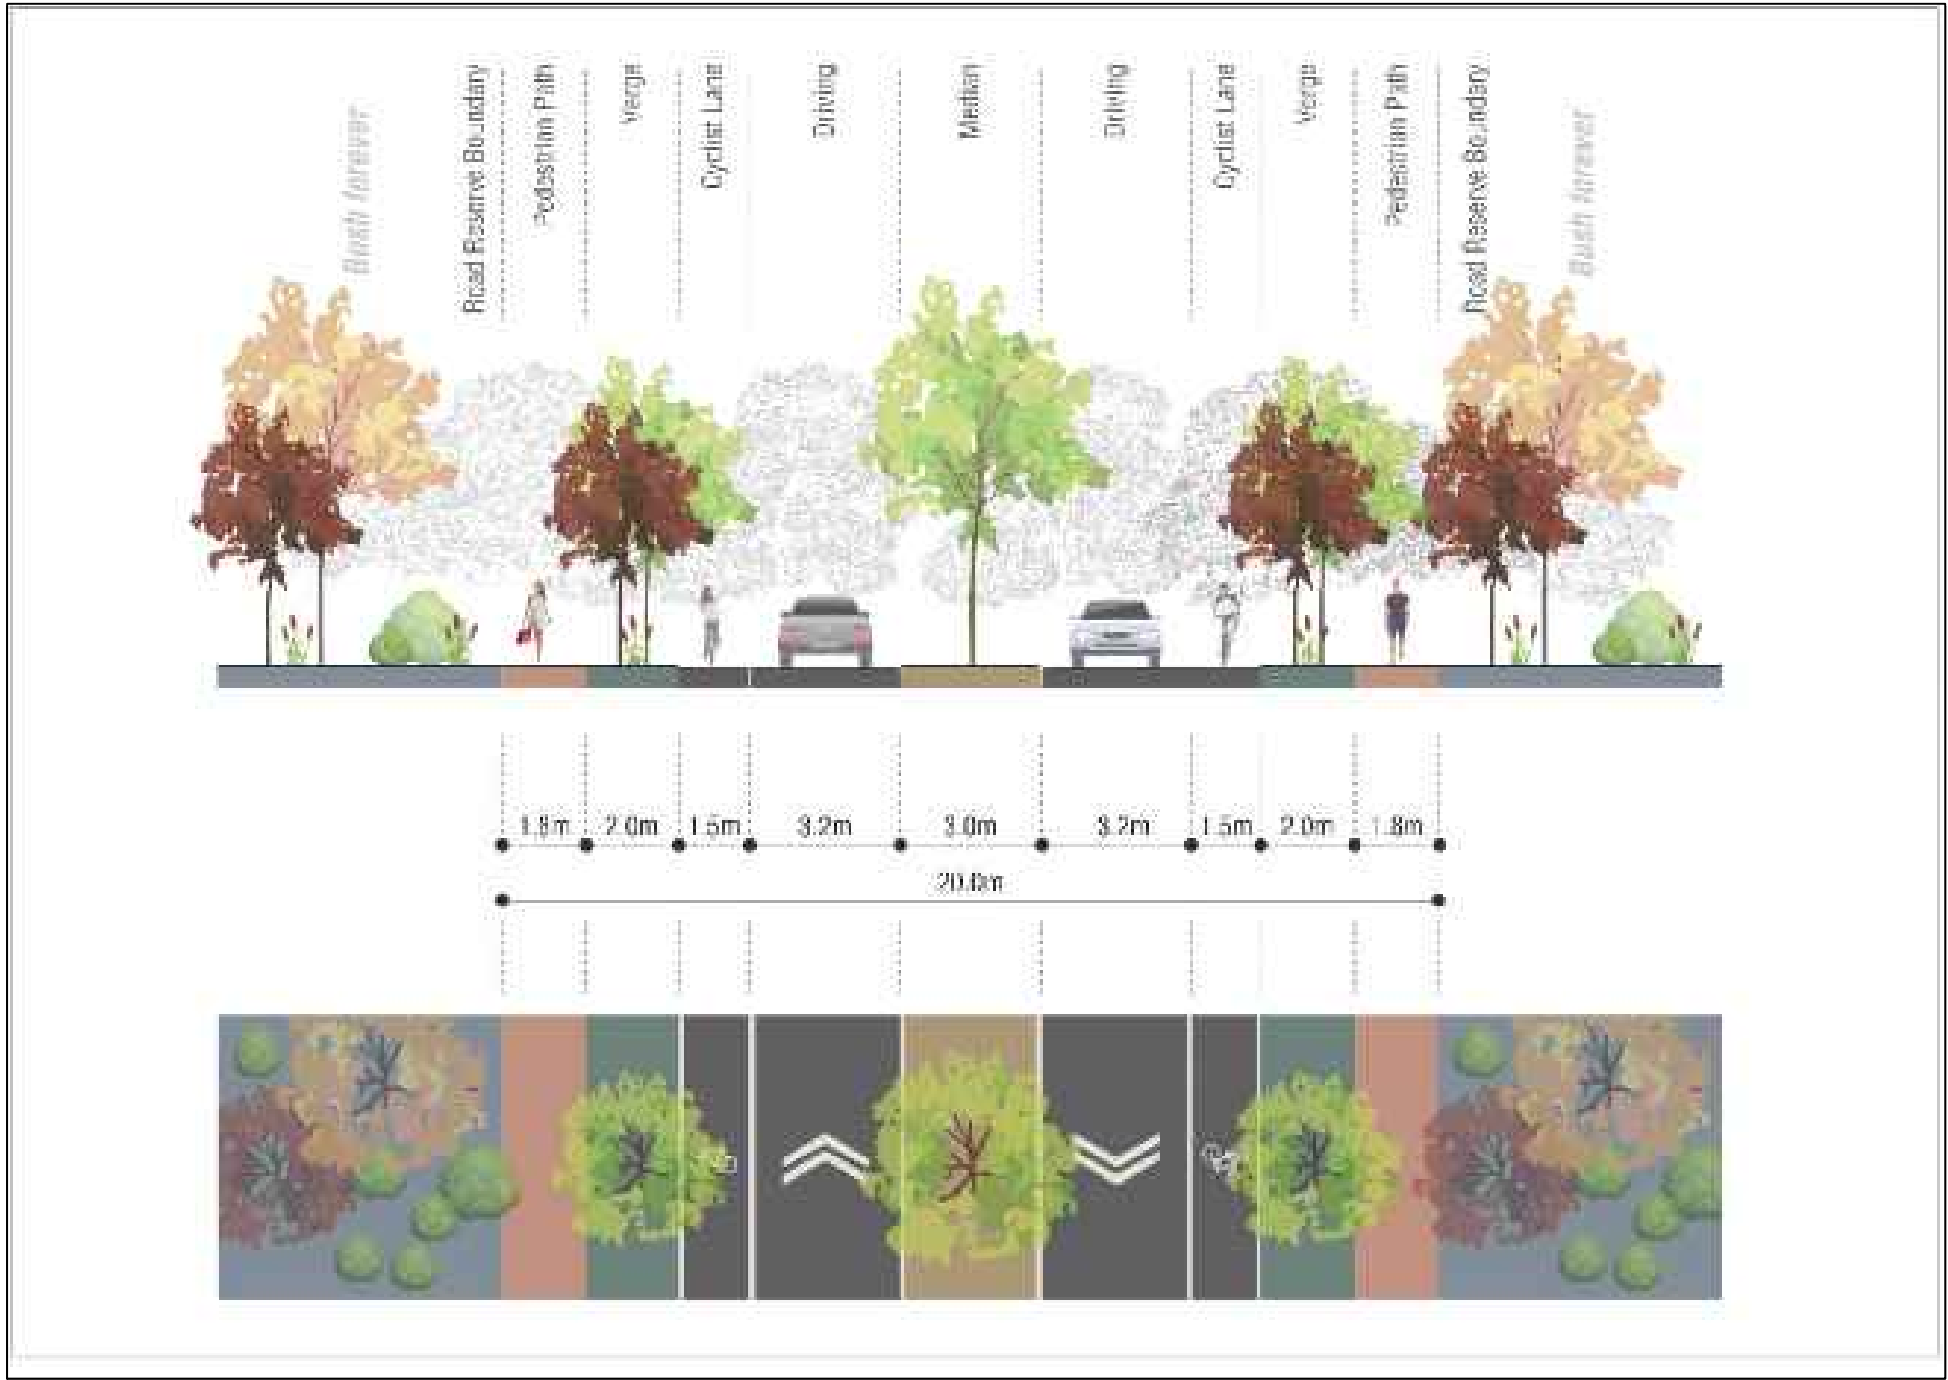 Bush forever
Road Reserve Boundary
Pedestrian Path
Verge
Cyclist Lane
Driving
Median
Driving
Cyclist Lane
Verge
Pedestrian Path
Road Reserve Boundary
Bush forever
1.8m 2.0m 1.5m 3.2m 3.0m 3.2m 1.5m 2.0m 1.8m
20.0m